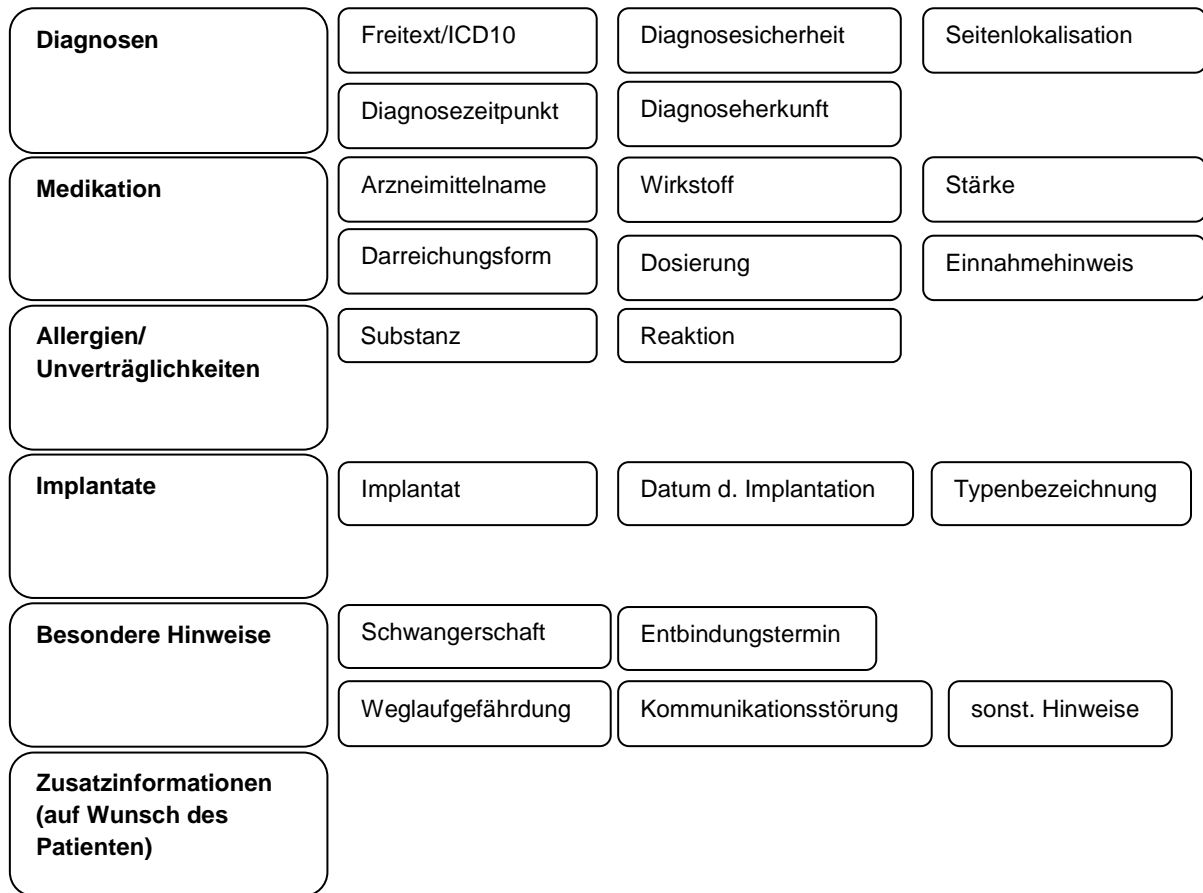 Diagnosen
Freitext/ICD10
Diagnosesicherheit
Seitenlokalisation
Diagnosezeitpunkt
Diagnoseherkunft
Medikation
Arzneimittelname
Wirkstoff
Stärke
Darreichungsform
Dosierung
Einnahmehinweis
Allergien/
Unverträglichkeiten
Substanz
Reaktion
Implantate
Implantat
Datum d. Implantation
Typenbezeichnung
Besondere Hinweise
Schwangerschaft
Entbindungstermin
Weglaufgefährdung
Kommunikationsstörung
sonst. Hinweise
Zusatzinformationen
(auf Wunsch des
Patienten)